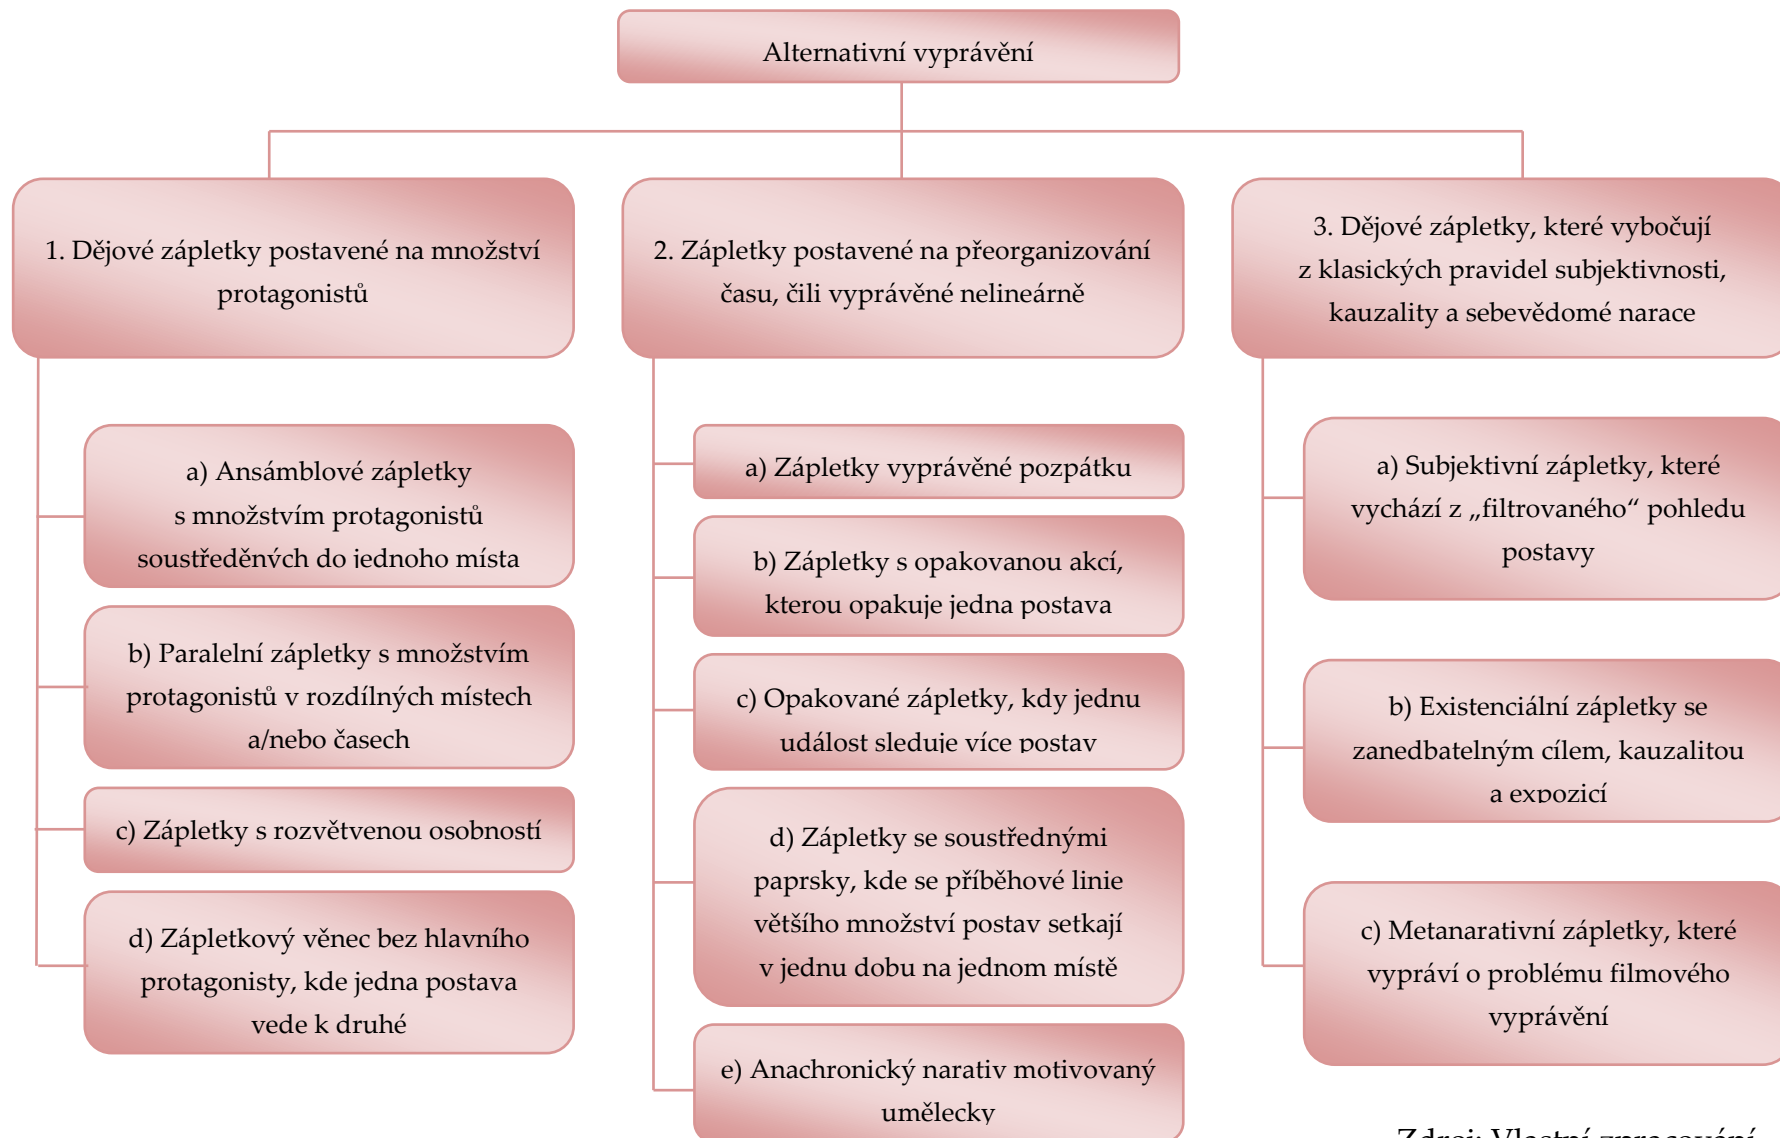 Alternativní vyprávění
1. Dějové zápletky postavené na množství
protagonistů
a) Ansámblové zápletky
s množstvím protagonistů
soustředěných do jednoho místa
b) Paralelní zápletky s množstvím
protagonistů v rozdílných místech
a/nebo časech
c) Zápletky s rozvětvenou osobností
d) Zápletkový věnec bez hlavního
protagonisty, kde jedna postava
vede k druhé
2. Zápletky postavené na přeorganizování
času, čili vyprávěné nelineárně
a) Zápletky vyprávěné pozpátku
b) Zápletky s opakovanou akcí,
kterou opakuje jedna postava
c) Opakované zápletky, kdy jednu
událost sleduje více postav
d) Zápletky se soustřednými
paprsky, kde se příběhové linie
většího množství postav setkají
v jednu dobu na jednom místě
e) Anachronický narativ motivovaný
umělecky
3. Dějové zápletky, které vybočují
z klasických pravidel subjektivnosti,
kauzality a sebevědomé narace
a) Subjektivní zápletky, které
vychází z „filtrovaného“ pohledu
postavy
b) Existenciální zápletky se
zanedbatelným cílem, kauzalitou
a expozicí
c) Metanarativní zápletky, které
vypráví o problému filmového
vyprávění
Zdroj: Vlastní zpracování